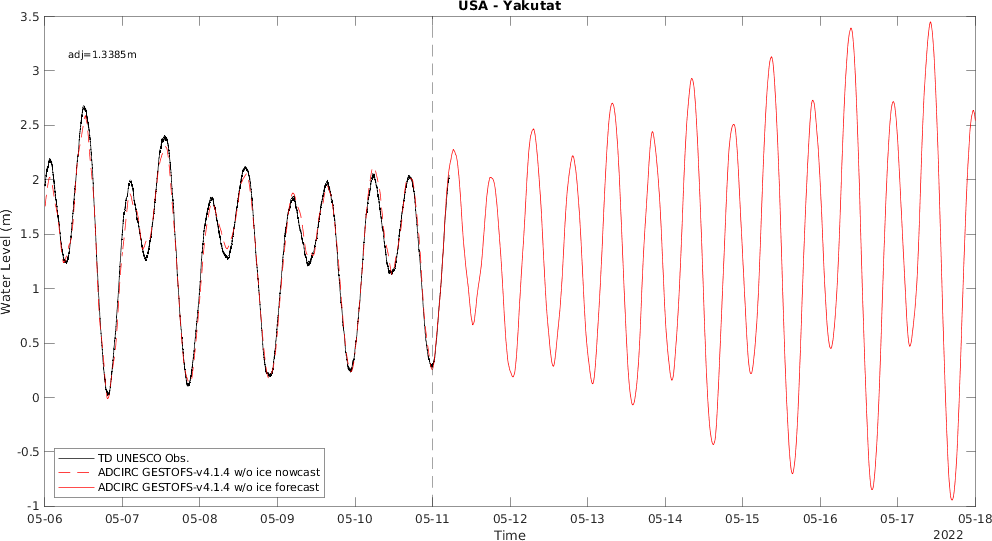 USA - Yakutat
adj=1.3385m
Water Level (m)
3.5
3
2.5
2
1.5
1
0.5
0
-0.5
-1
TD UNESCO Obs.
ADCIRC GESTOFS-v4.1.4 w/o ice nowcast
ADCIRC GESTOFS-v4.1.4 w/o ice forecast
05-06 05-07 05-08 05-09 05-10 05-11 05-12 05-13 05-14 05-15 05-16 05-17 05-18
Time
2022